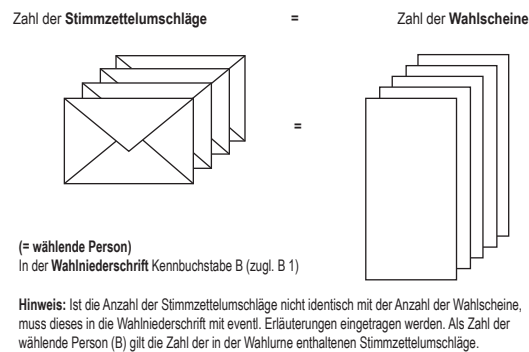 Zahl der Stimmzettelumschläge = Zahl der Wahlscheine
=
(= wählende Person)
In der Wahlniederschrift Kennbuchstabe B (zugl. B 1)
Hinweis: Ist die Anzahl der Stimmzettelumschläge nicht identisch mit der Anzahl der Wahlscheine,
muss dieses in die Wahlniederschrift mit eventl. Erläuterungen eingetragen werden. Als Zahl der
wählende Person (B) gilt die Zahl der in der Wahlurne enthaltenen Stimmzettelumschläge.